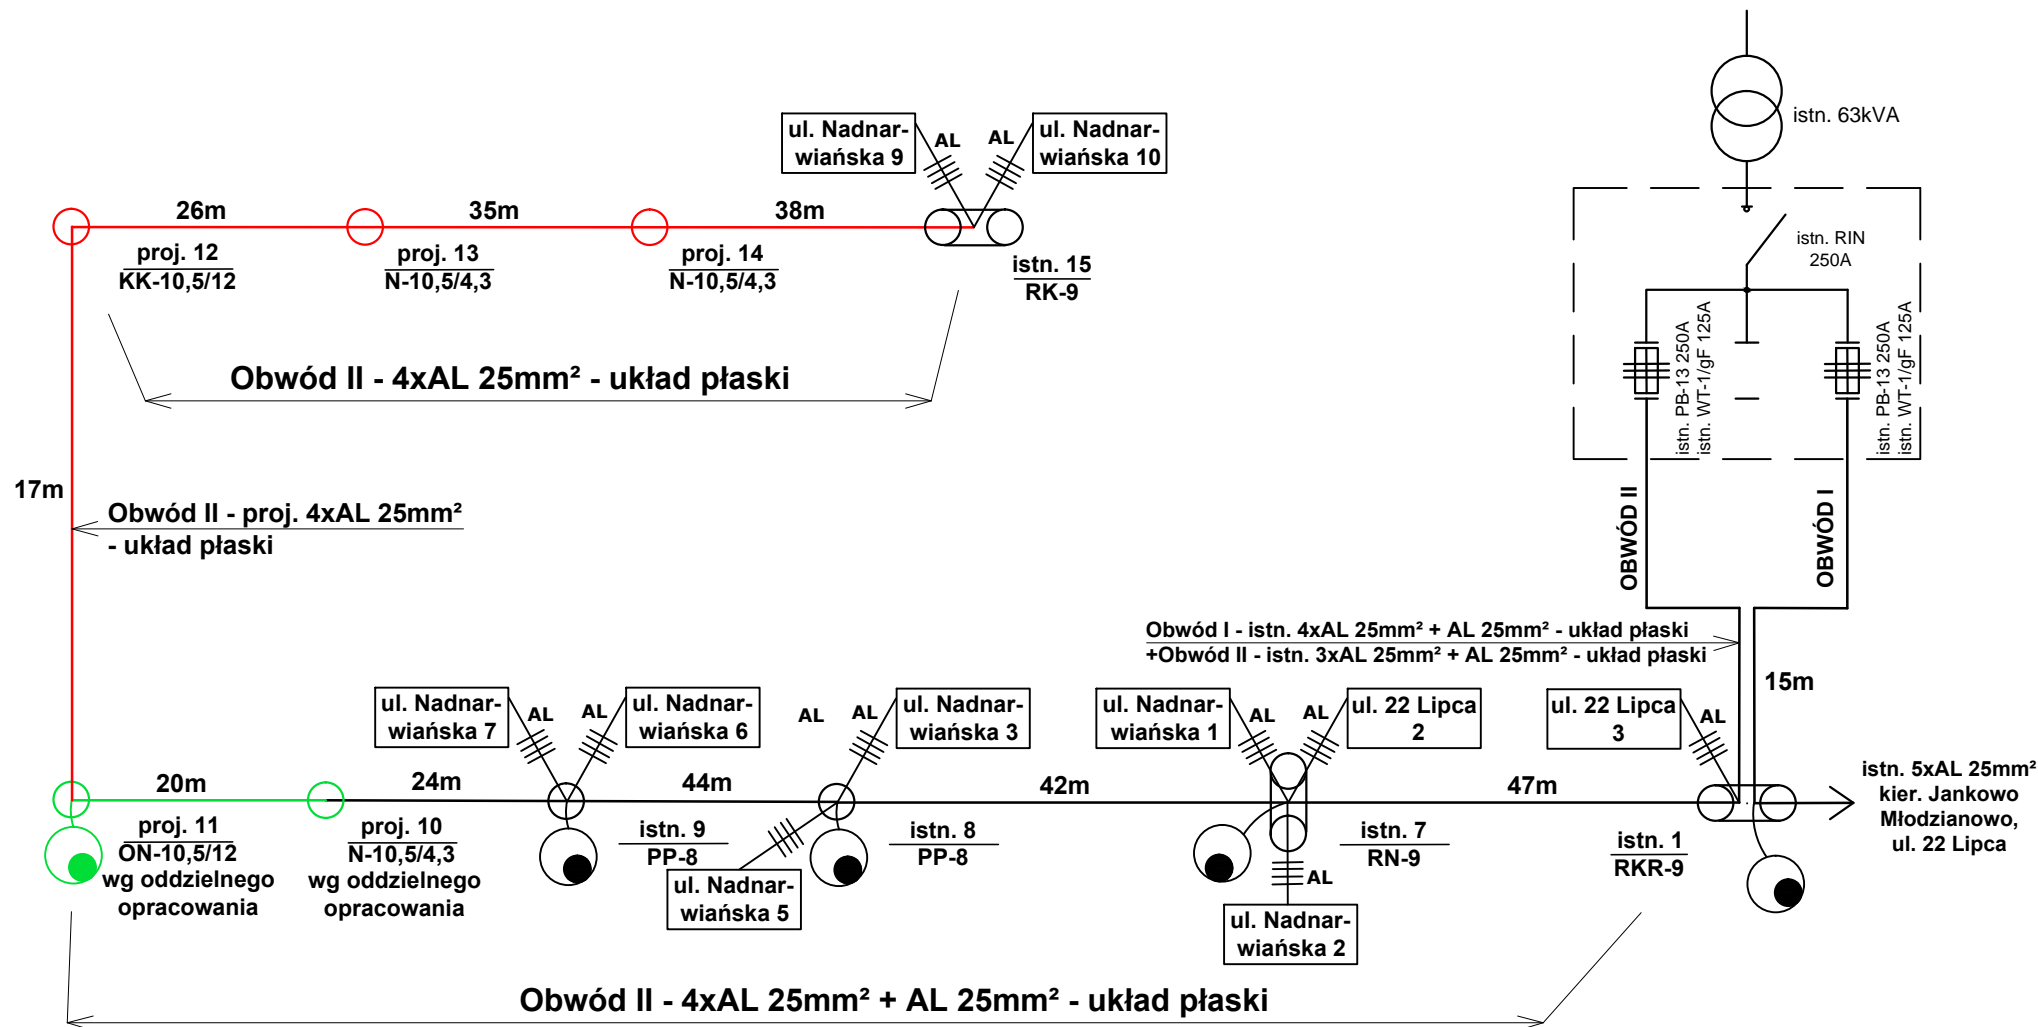 istn. 63kVA
ul. Nadnar-
wiańska 9
AL
AL
ul. Nadnar-
wiańska 10
26m
35m
38m
proj. 12
KK-10,5/12
proj. 13
N-10,5/4,3
proj. 14
N-10,5/4,3
istn. 15
RK-9
istn. RIN
250A
istn. PB-13 250A
istn. WT-1/gF 125A
istn. PB-13 250A
istn. WT-1/gF 125A
Obwód II - 4xAL 25mm² - układ płaski
17m
Obwód II - proj. 4xAL 25mm²
- układ płaski
OBWÓD II
OBWÓD I
Obwód I - istn. 4xAL 25mm² + AL 25mm² - układ płaski
+Obwód II - istn. 3xAL 25mm² + AL 25mm² - układ płaski
15m
ul. Nadnar-
wiańska 7
AL
AL
ul. Nadnar-
wiańska 6
AL
AL
ul. Nadnar-
wiańska 3
ul. Nadnar-
wiańska 1
AL
AL
ul. 22 Lipca
2
ul. 22 Lipca
3
AL
20m
24m
44m
42m
47m
istn. 5xAL 25mm²
kier. Jankowo
Młodzianowo,
ul. 22 Lipca
proj. 11
ON-10,5/12
wg oddzielnego
opracowania
proj. 10
N-10,5/4,3
wg oddzielnego
opracowania
istn. 9
PP-8
ul. Nadnar-
wiańska 5
istn. 8
PP-8
AL
ul. Nadnar-
wiańska 2
istn. 7
RN-9
istn. 1
RKR-9
Obwód II - 4xAL 25mm² + AL 25mm² - układ płaski